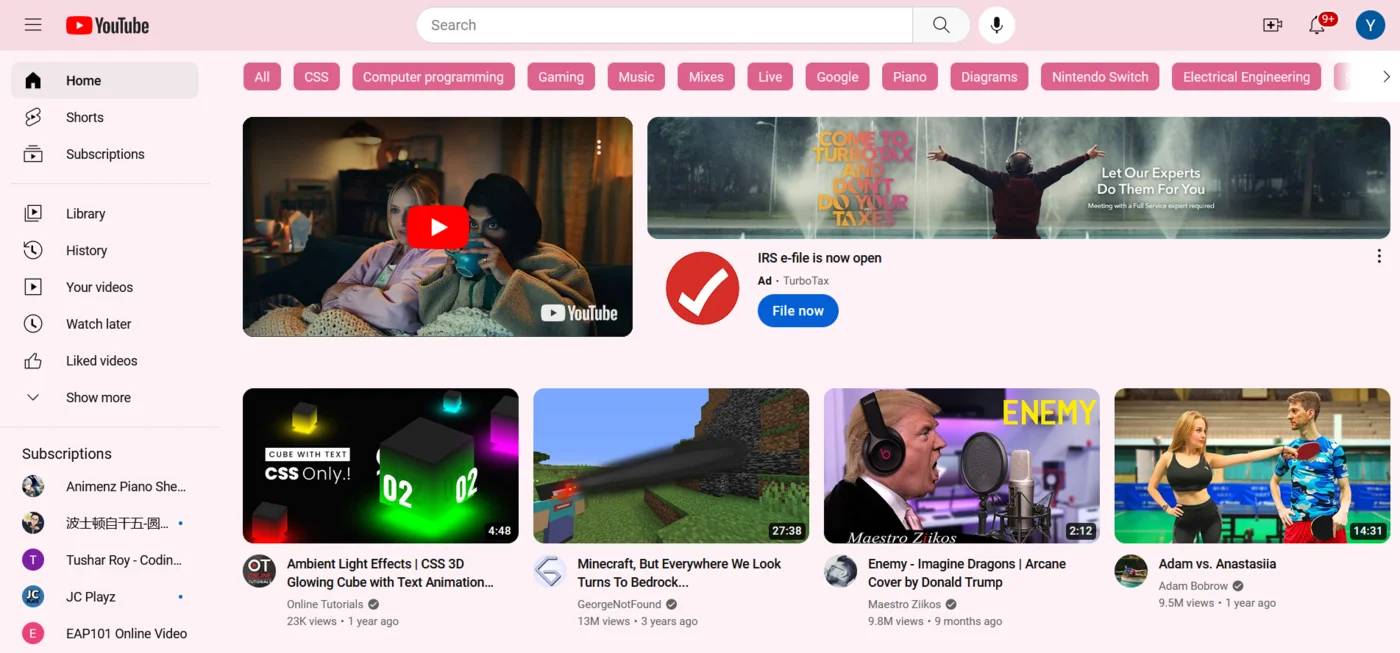 YouTube
Search
9+
Y
Home
Shorts
Subscriptions
Library
History
Your videos
Watch later
Liked videos
Show more
Subscriptions
Animenz Piano She...
波士顿自干五-圆...
T
Tushar Roy - Codin...
JC
JC Playz
E
EAP101 Online Video
All
CSS
Computer programming
Gaming
Music
Mixes
Live
Google
Piano
Diagrams
Nintendo Switch
Electrical Engineering
YouTube
COME TO
TURBOTAX
AND
DON'T
DO YOUR
TAXES
Let Our Experts
Do Them For You
Meeting with a Full Service expert required
IRS e-file is now open
Ad · TurboTax
File now
CUBE WITH TEXT
CSS Only.!
02
02
4:48
OT
ONLINE
TUTORIALS
Ambient Light Effects | CSS 3D
Glowing Cube with Text Animation...
Online Tutorials
23K views • 1 year ago
27:38
Minecraft, But Everywhere We Look
Turns To Bedrock...
GeorgeNotFound
13M views • 3 years ago
ENEMY
Maestro Ziikos
2:12
Enemy - Imagine Dragons | Arcane
Cover by Donald Trump
Maestro Ziikos
9.8M views • 9 months ago
14:31
Adam vs. Anastasiia
Adam Bobrow
9.5M views • 1 year ago